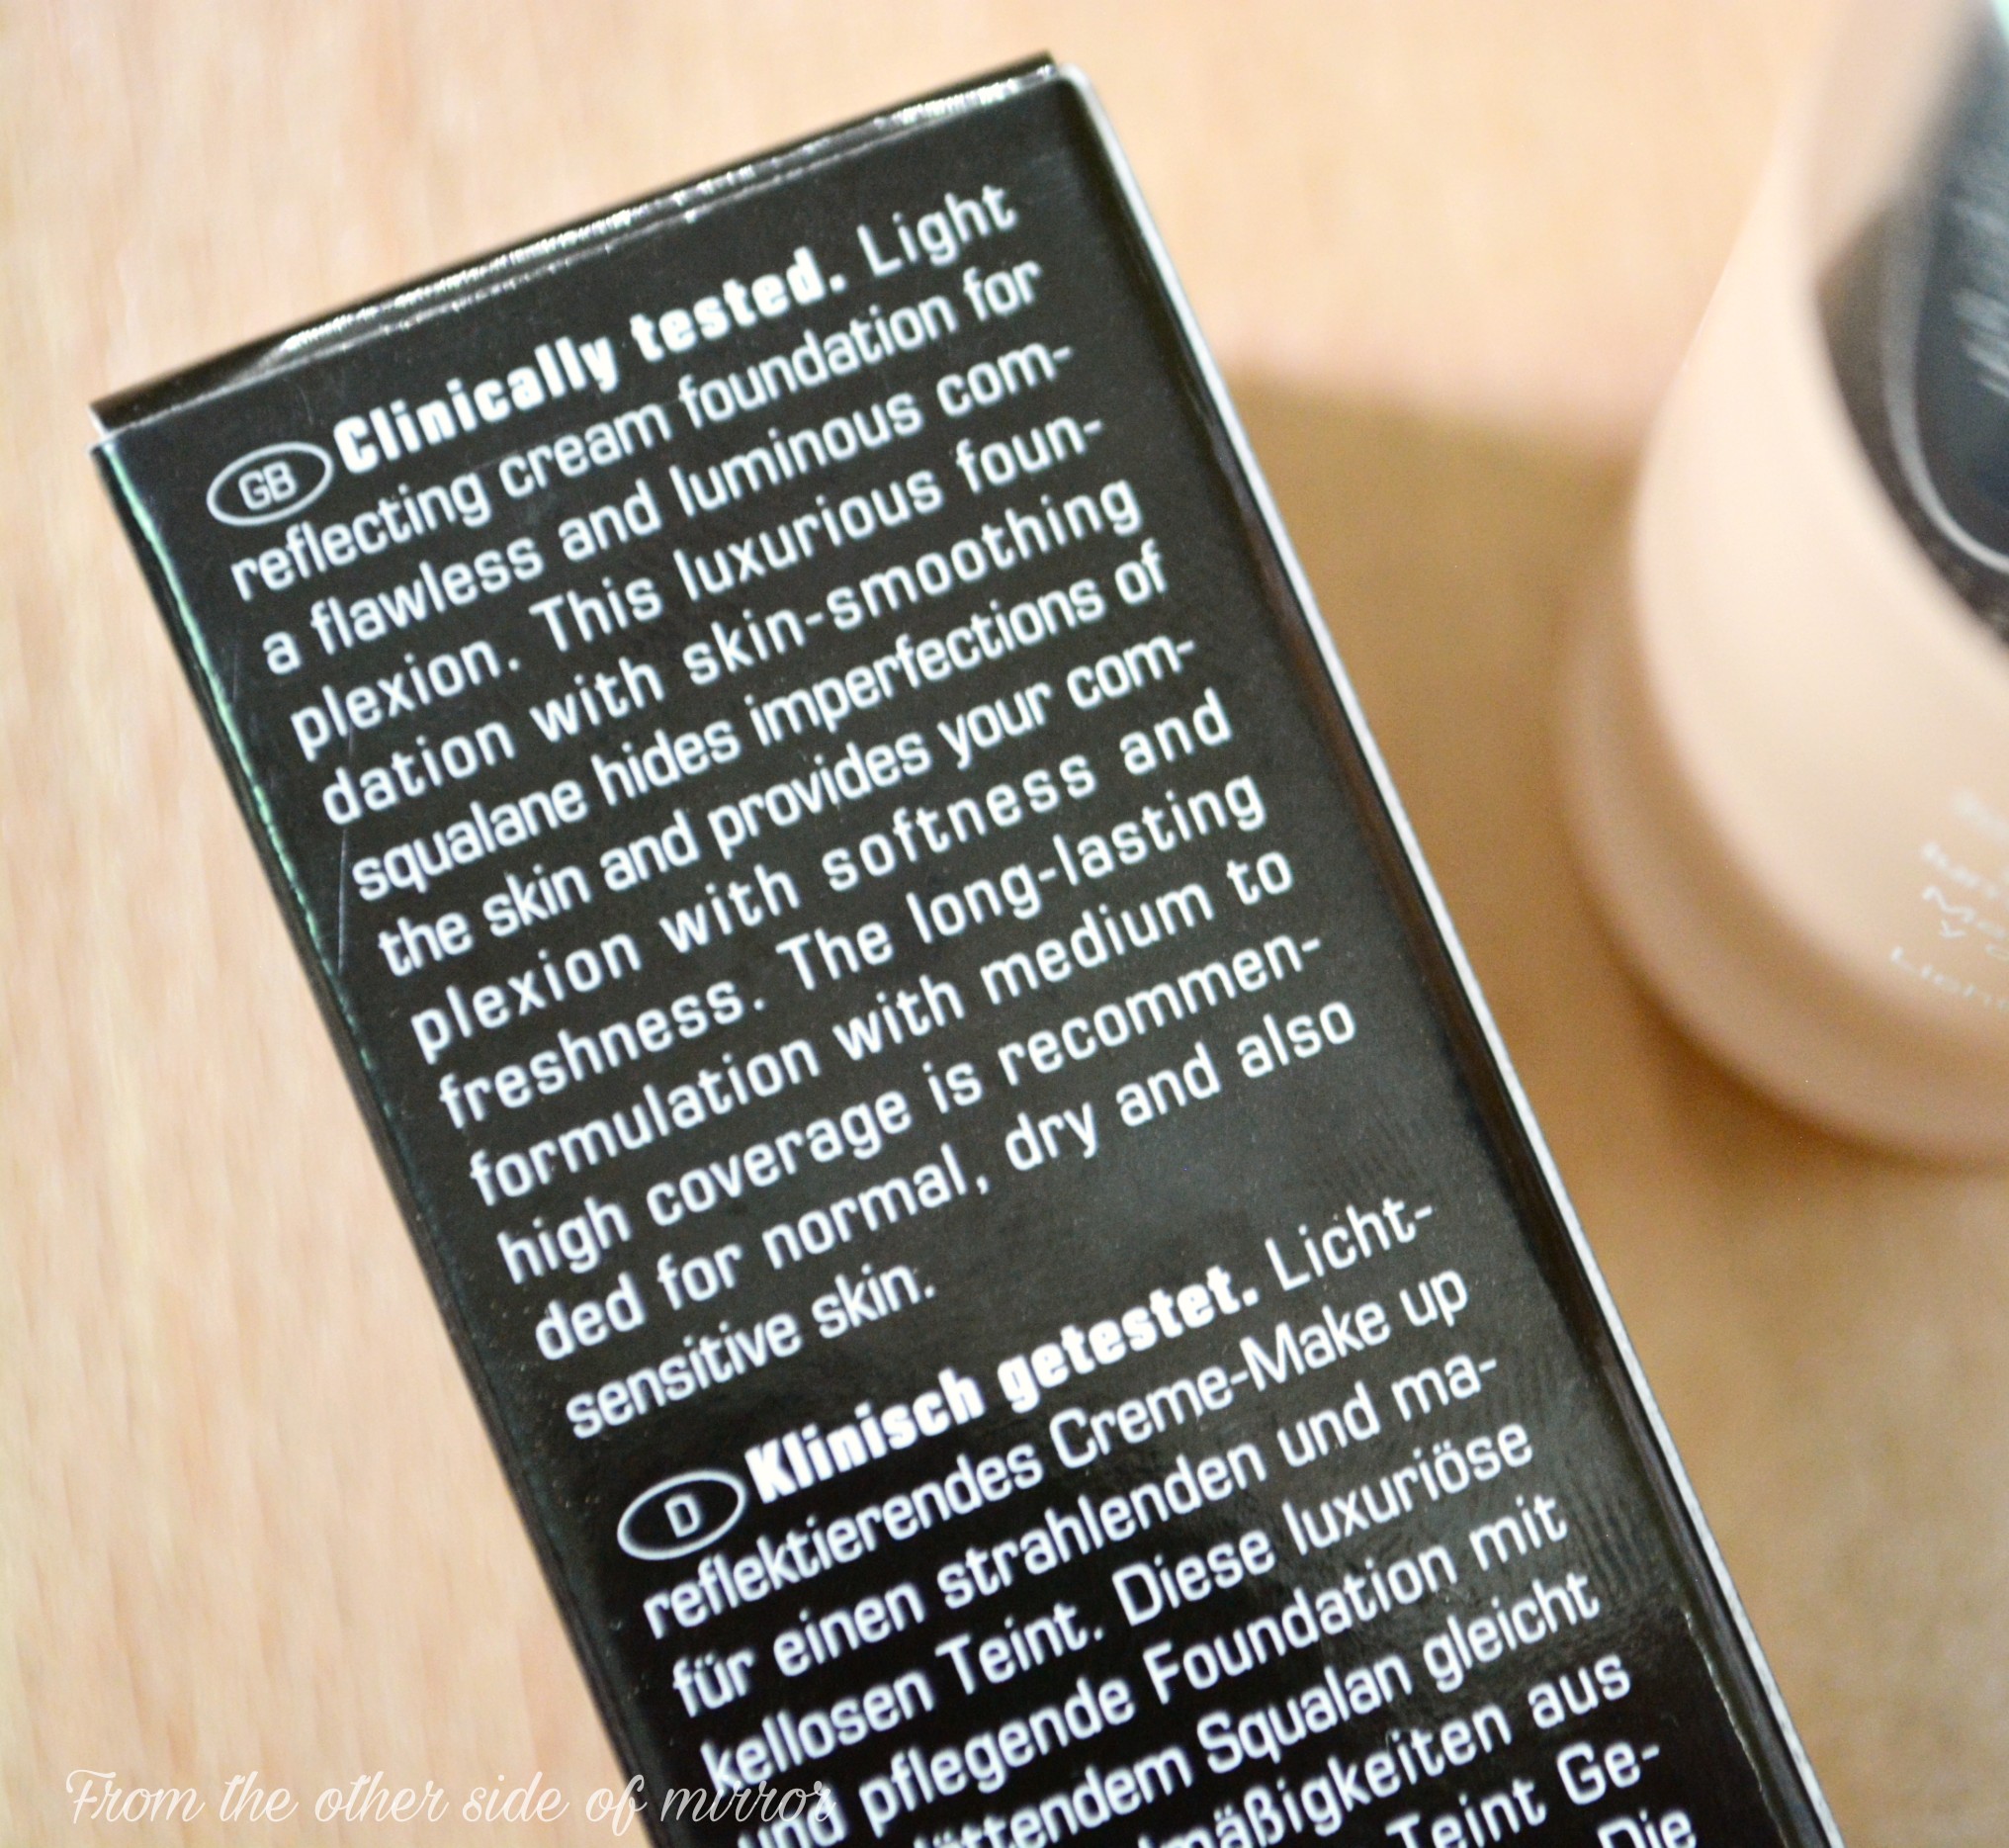 GB Clinically tested. Light
reflecting cream foundation for
a flawless and luminous com-
plexion. This luxurious foun-
dation with skin-smoothing
squalane hides imperfections of
the skin and provides your com-
plexion with softness and
freshness. The long-lasting
formulation with medium to
high coverage is recommen-
ded for normal, dry and also
sensitive skin.
D Klinisch getestet. Licht-
reflektierendes Creme-Make up
für einen strahlenden und ma-
kellosen Teint. Diese luxuriöse
und pflegende Foundation mit
Squalan gleicht
aus
Teint Ge-
Die
From the other side of mirror